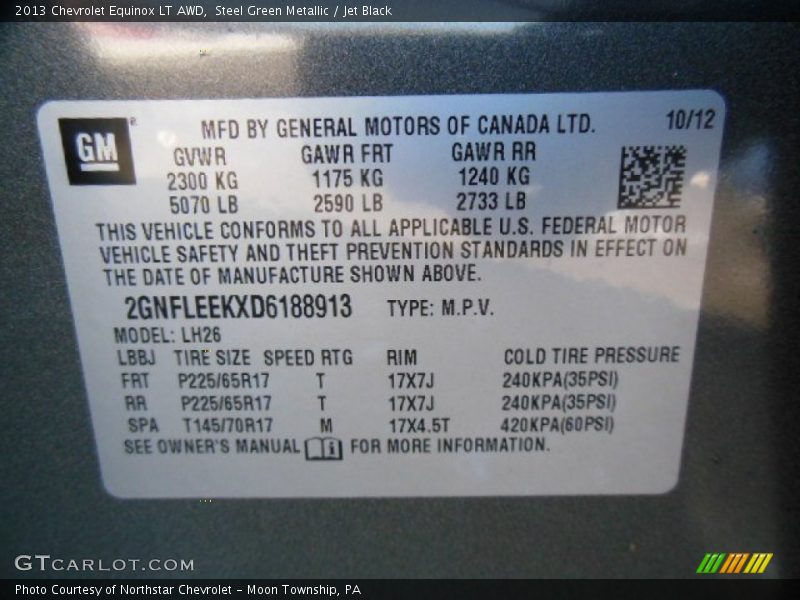 2013 Chevrolet Equinox LT AWD, Steel Green Metallic / Jet Black
GM®
MFD BY GENERAL MOTORS OF CANADA LTD. 10/12
GVWR GAWR FRT GAWR RR
2300 KG 1175 KG 1240 KG
5070 LB 2590 LB 2733 LB
THIS VEHICLE CONFORMS TO ALL APPLICABLE U.S. FEDERAL MOTOR
VEHICLE SAFETY AND THEFT PREVENTION STANDARDS IN EFFECT ON
THE DATE OF MANUFACTURE SHOWN ABOVE.
2GNFLEEKXD6188913 TYPE: M.P.V.
MODEL: LH26
LBBJ TIRE SIZE SPEED RTG RIM COLD TIRE PRESSURE
FRT P225/65R17 T 17X7J 240KPA(35PSI)
RR P225/65R17 T 17X7J 240KPA(35PSI)
SPA T145/70R17 M 17X4.5T 420KPA(60PSI)
SEE OWNER'S MANUAL i FOR MORE INFORMATION.
GTCARLOT.COM
Photo Courtesy of Northstar Chevrolet - Moon Township, PA